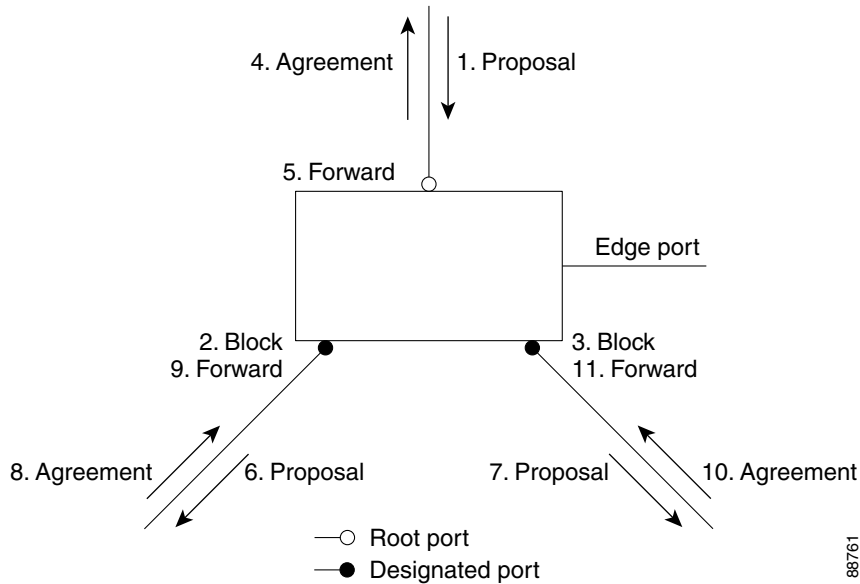 4. Agreement
1. Proposal
5. Forward
Edge port
2. Block
9. Forward
3. Block
11. Forward
8. Agreement
6. Proposal
7. Proposal
10. Agreement
Root port
Designated port
88761